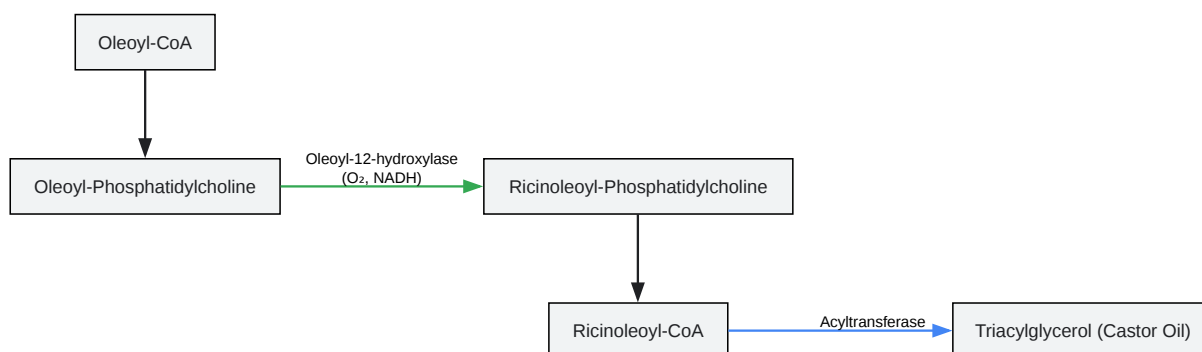 Oleoyl-CoA
Oleoyl-Phosphatidylcholine
Oleoyl-12-hydroxylase
(O₂, NADH)
Ricinoleoyl-Phosphatidylcholine
Ricinoleoyl-CoA
Acyltransferase
Triacylglycerol (Castor Oil)